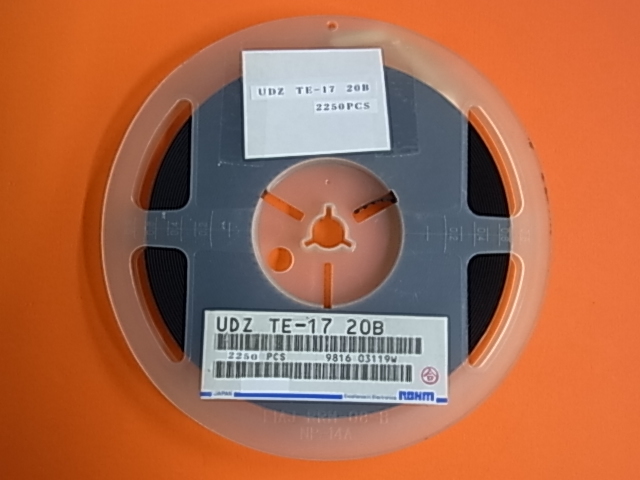 UDZ TE-17 20B
2250PCS
UDZ TE-17 20B
2250 PCS 9816 03119W
JAPAN ROHM